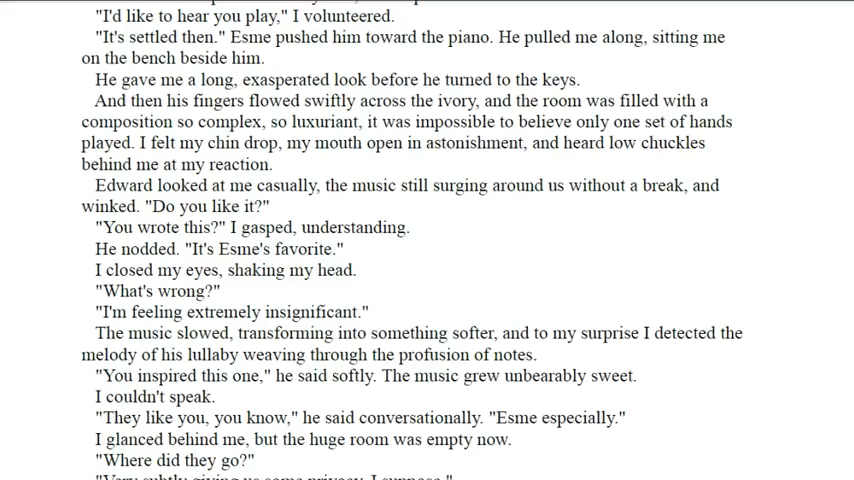 "I'd like to hear you play," I volunteered.
"It's settled then." Esme pushed him toward the piano. He pulled me along, sitting me
on the bench beside him.
He gave me a long, exasperated look before he turned to the keys.
And then his fingers flowed swiftly across the ivory, and the room was filled with a
composition so complex, so luxuriant, it was impossible to believe only one set of hands
played. I felt my chin drop, my mouth open in astonishment, and heard low chuckles
behind me at my reaction.
Edward looked at me casually, the music still surging around us without a break, and
winked. "Do you like it?"
"You wrote this?" I gasped, understanding.
He nodded. "It's Esme's favorite."
I closed my eyes, shaking my head.
"What's wrong?"
"I'm feeling extremely insignificant."
The music slowed, transforming into something softer, and to my surprise I detected the
melody of his lullaby weaving through the profusion of notes.
"You inspired this one," he said softly. The music grew unbearably sweet.
I couldn't speak.
"They like you, you know," he said conversationally. "Esme especially."
I glanced behind me, but the huge room was empty now.
"Where did they go?"
"Very subtly giving us some privacy, I suppose."